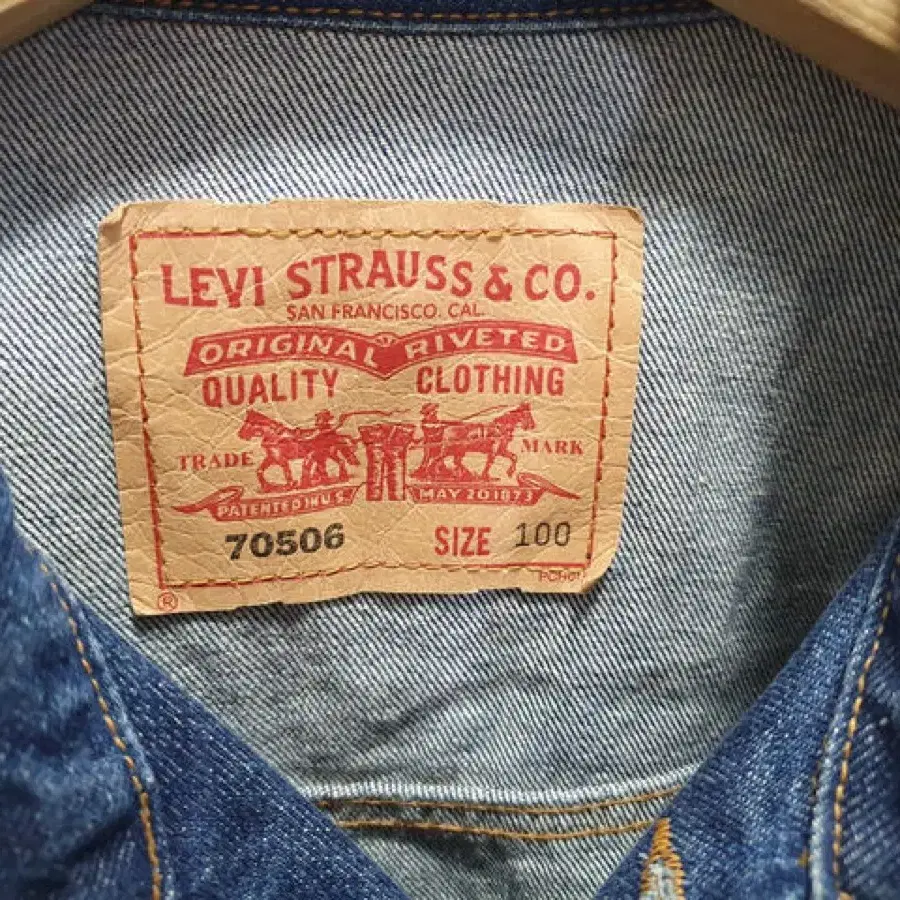 LEVI STRAUSS & CO.
SAN FRANCISCO, CAL.
ORIGINAL RIVETED
QUALITY CLOTHING
TRADE MARK
PATENTED IN U.S. MAY 20 1873
70506 SIZE 100
®